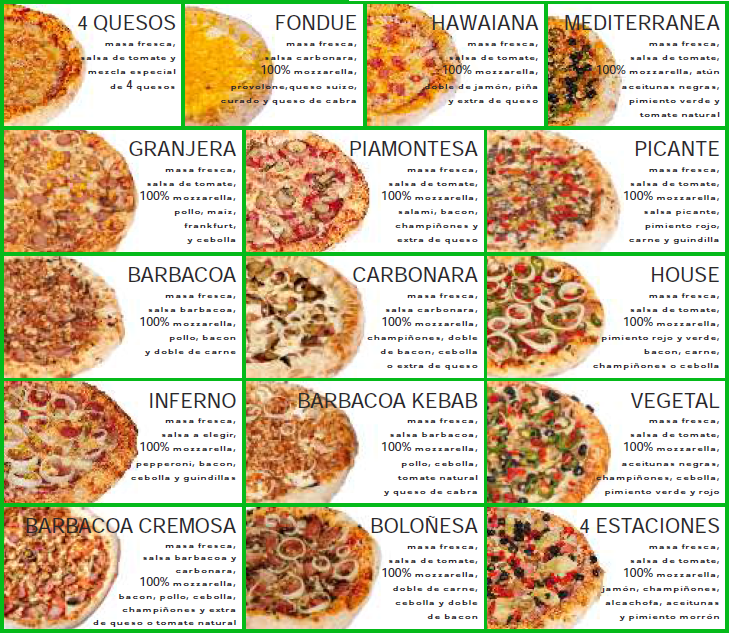 4 QUESOS
masa fresca,
salsa de tomate y
mezcla especial
de 4 quesos
FONDUE
masa fresca,
salsa carbonara,
100% mozzarella,
provolone,queso suizo,
curado y queso de cabra
HAWAIANA
masa fresca,
salsa de tomate,
100% mozzarella,
doble de jamón, piña
y extra de queso
MEDITERRANEA
masa fresca,
salsa de tomate,
100% mozzarella, atún
aceitunas negras,
pimiento verde y
tomate natural
GRANJERA
masa fresca,
salsa de tomate,
100% mozzarella,
pollo, maiz,
frankfurt,
y cebolla
PIAMONTESA
masa fresca,
salsa de tomate,
100% mozzarella,
salami, bacon,
champiñones y
extra de queso
PICANTE
masa fresca,
salsa de tomate,
100% mozzarella,
salsa picante,
pimiento rojo,
carne y guindilla
BARBACOA
masa fresca,
salsa barbacoa,
100% mozzarella,
pollo, bacon
y doble de carne
CARBONARA
masa fresca,
salsa carbonara,
100% mozzarella,
champiñones, doble
de bacon, cebolla
o extra de queso
HOUSE
masa fresca,
salsa de tomate,
100% mozzarella,
pimiento rojo y verde,
bacon, carne,
champiñones o cebolla
INFERNO
masa fresca,
salsa a elegir,
100% mozzarella,
pepperoni, bacon,
cebolla y guindillas
BARBACOA KEBAB
masa fresca,
salsa barbacoa,
100% mozzarella,
pollo, cebolla,
tomate natural
y queso de cabra
VEGETAL
masa fresca,
salsa de tomate,
100% mozzarella,
aceitunas negras,
champiñones, cebolla,
pimiento verde y rojo
BARBACOA CREMOSA
masa fresca,
salsa barbacoa y
carbonara,
100% mozzarella,
bacon, pollo, cebolla,
champiñones y extra
de queso o tomate natural
BOLOÑESA
masa fresca,
salsa de tomate,
100% mozzarella,
doble de carne,
cebolla y doble
de bacon
4 ESTACIONES
masa fresca,
salsa de tomate,
100% mozzarella,
jamón, champiñones,
alcachofa, aceitunas
y pimiento morrón